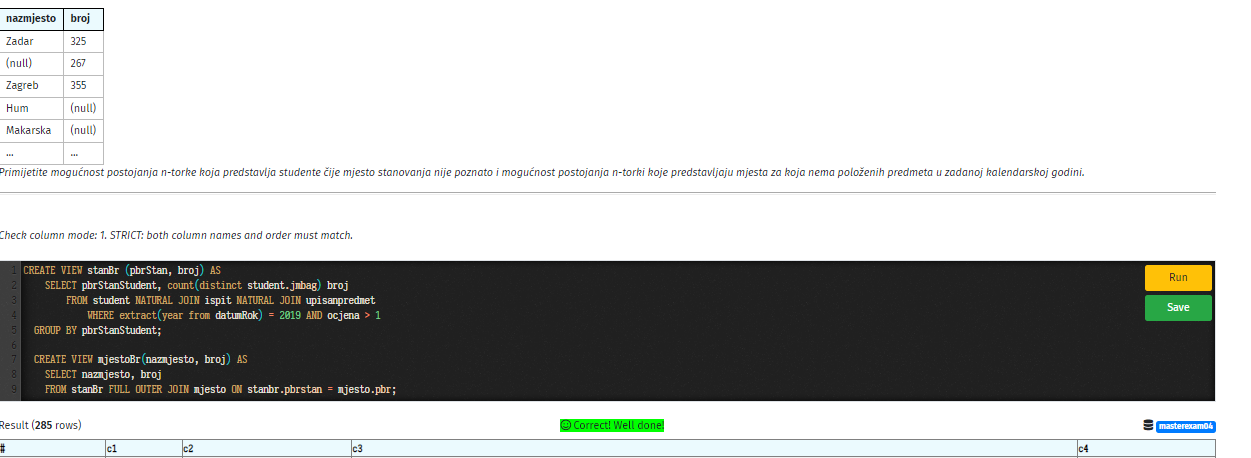 nazmjesto broj
Zadar 325
(null) 267
Zagreb 355
Hum (null)
Makarska (null)
... ...
Primijetite mogućnost postojanja n-torke koja predstavlja studente čije mjesto stanovanja nije poznato i mogućnost postojanja n-torki koje predstavljaju mjesta za koja nema položenih predmeta u zadanoj kalendarskoj godini.
Check column mode: 1. STRICT: both column names and order must match.
1 CREATE VIEW stanBr (pbrStan, broj) AS
2 SELECT pbrStanStudent, count(distinct student.jmbag) broj
3 FROM student NATURAL JOIN ispit NATURAL JOIN upisanpredmet
4 WHERE extract(year from datumRok) = 2019 AND ocjena > 1
5 GROUP BY pbrStanStudent;
6
7 CREATE VIEW mjestoBr(nazmjesto, broj) AS
8 SELECT nazmjesto, broj
9 FROM stanBr FULL OUTER JOIN mjesto ON stanbr.pbrstan = mjesto.pbr;
Run
Save
Result (285 rows) Correct! Well done! masterexam04
# c1 c2 c3 c4